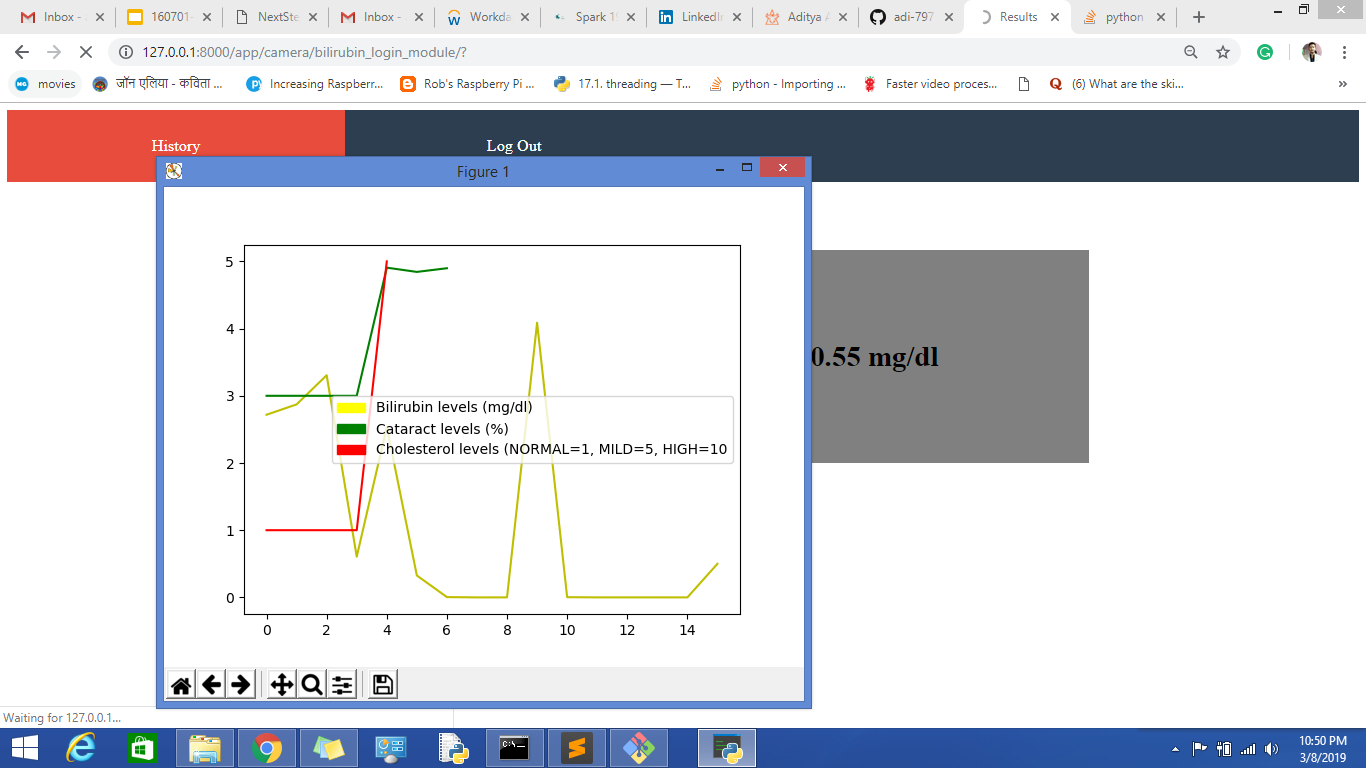 Inbox -
160701-
NextSte
Inbox -
Workda
Spark 15
LinkedIn
Aditya A
adi-797
Results
python
127.0.0.1:8000/app/camera/bilirubin_login_module/?
movies
जॉन एलिया - कविता ...
Increasing Raspberr...
Rob's Raspberry Pi ...
17.1. threading — T...
python - Importing ...
Faster video proces...
(6) What are the ski...
»
History
Log Out
Figure 1
0.55 mg/dl
5
4
3
2
1
0
Bilirubin levels (mg/dl)
Cataract levels (%)
Cholesterol levels (NORMAL=1, MILD=5, HIGH=10
0 2 4 6 8 10 12 14
Waiting for 127.0.0.1...
10:50 PM
3/8/2019